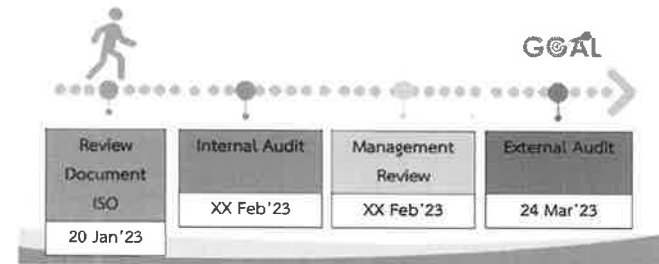 GOAL
Review
Document
ISO
20 Jan'23
Internal Audit
XX Feb'23
Management
Review
XX Feb'23
External Audit
24 Mar'23